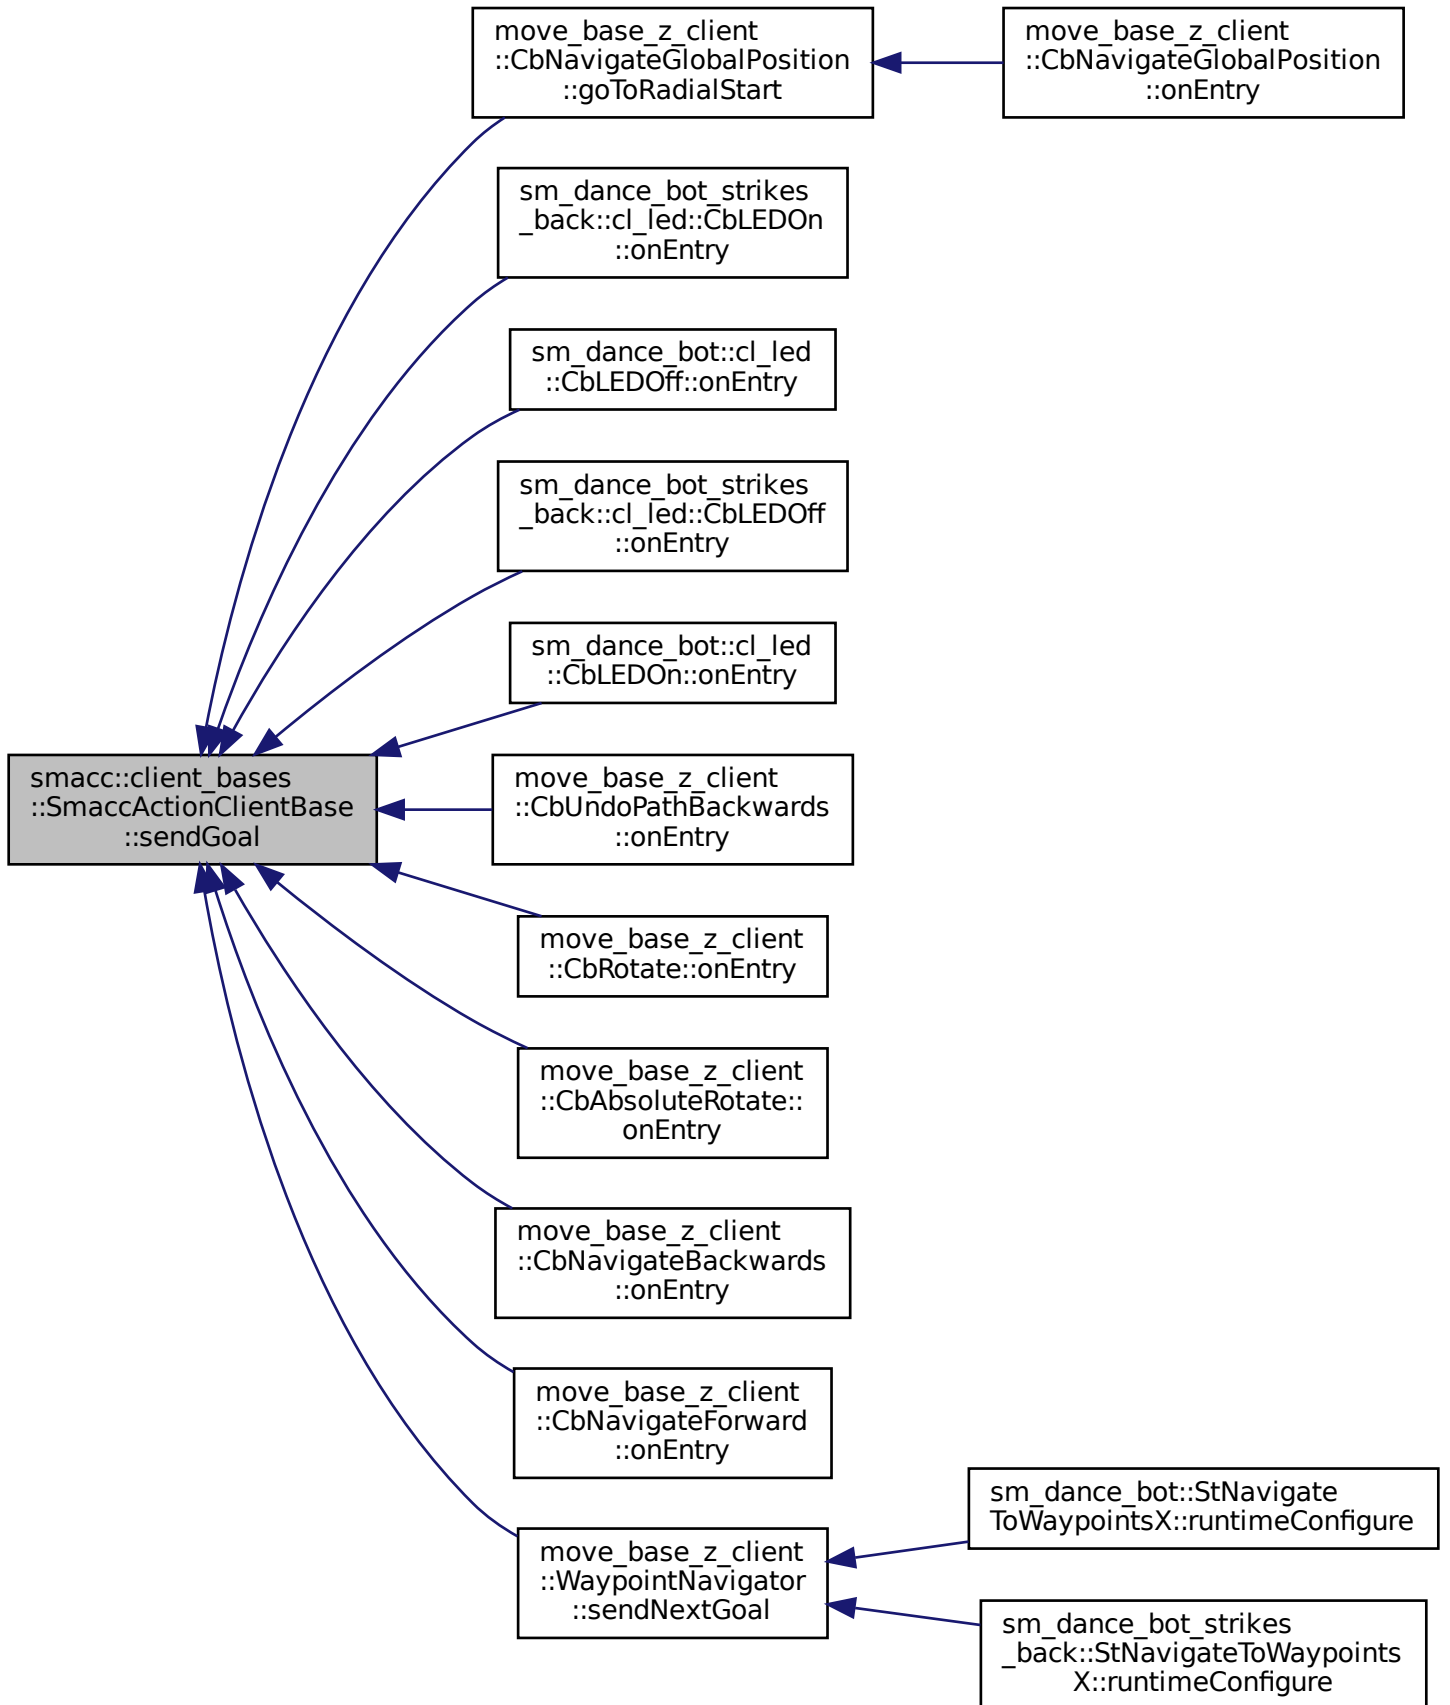 move_base_z_client
::CbNavigateGlobalPosition
::goToRadialStart
move_base_z_client
::CbNavigateGlobalPosition
::onEntry
sm_dance_bot_strikes
_back::cl_led::CbLEDOn
::onEntry
sm_dance_bot::cl_led
::CbLEDOff::onEntry
sm_dance_bot_strikes
_back::cl_led::CbLEDOff
::onEntry
sm_dance_bot::cl_led
::CbLEDOn::onEntry
smacc::client_bases
::SmaccActionClientBase
::sendGoal
move_base_z_client
::CbUndoPathBackwards
::onEntry
move_base_z_client
::CbRotate::onEntry
move_base_z_client
::CbAbsoluteRotate::
onEntry
move_base_z_client
::CbNavigateBackwards
::onEntry
move_base_z_client
::CbNavigateForward
::onEntry
move_base_z_client
::WaypointNavigator
::sendNextGoal
sm_dance_bot::StNavigate
ToWaypointsX::runtimeConfigure
sm_dance_bot_strikes
_back::StNavigateToWaypoints
X::runtimeConfigure